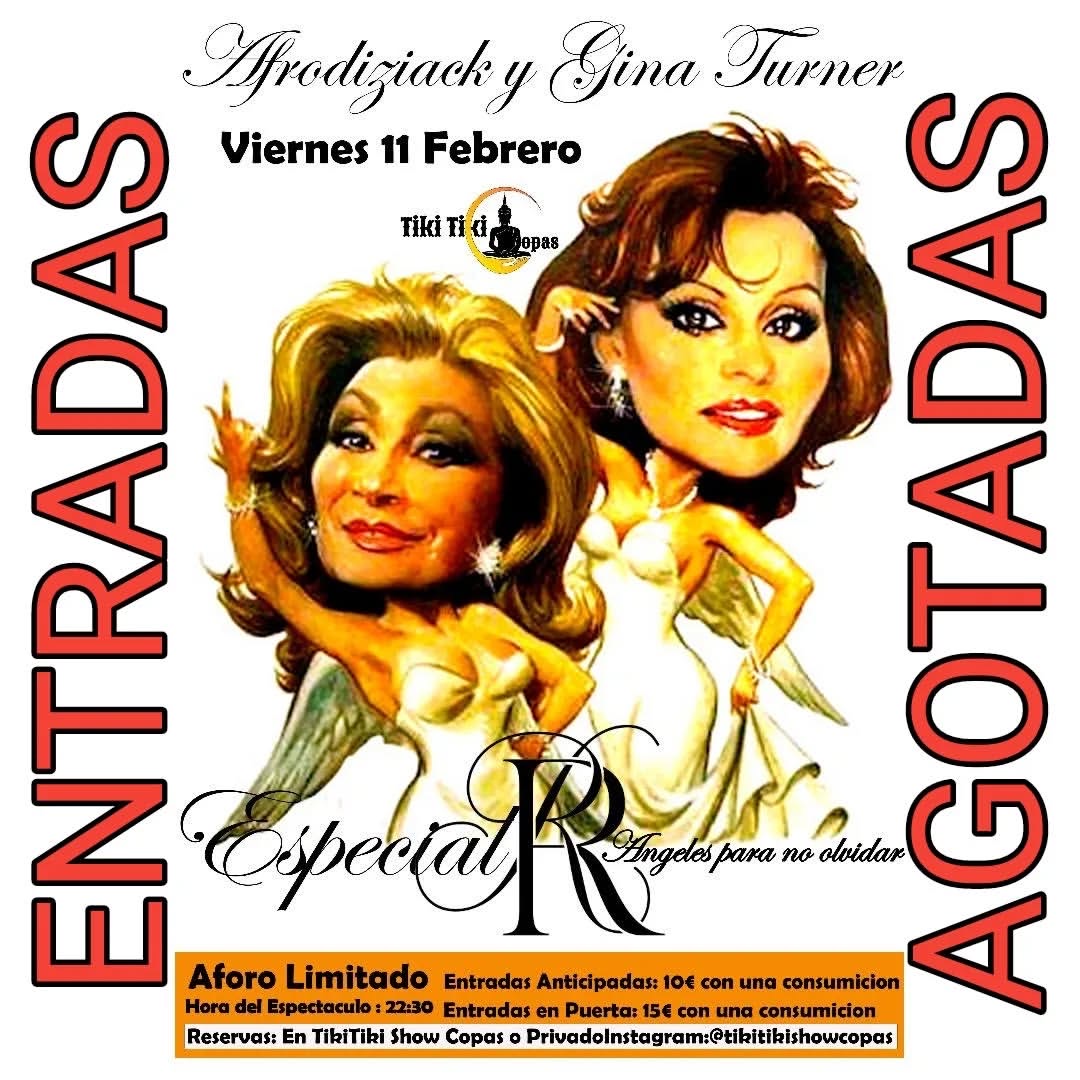 Afrodiziack y Gina Turner
Viernes 11 Febrero
Tiki Tiki
Copas
ENTRADAS
AGOTADAS
Especial RR Angeles para no olvidar
Aforo Limitado Entradas Anticipadas: 10€ con una consumicion
Hora del Espectaculo : 22:30 Entradas en Puerta: 15€ con una consumicion
Reservas: En TikiTiki Show Copas o PrivadoInstagram:@tikitikishowcopas